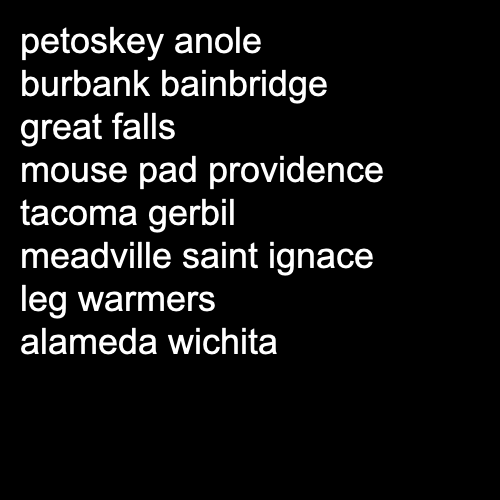 petoskey anole
burbank bainbridge
great falls
mouse pad providence
tacoma gerbil
meadville saint ignace
leg warmers
alameda wichita